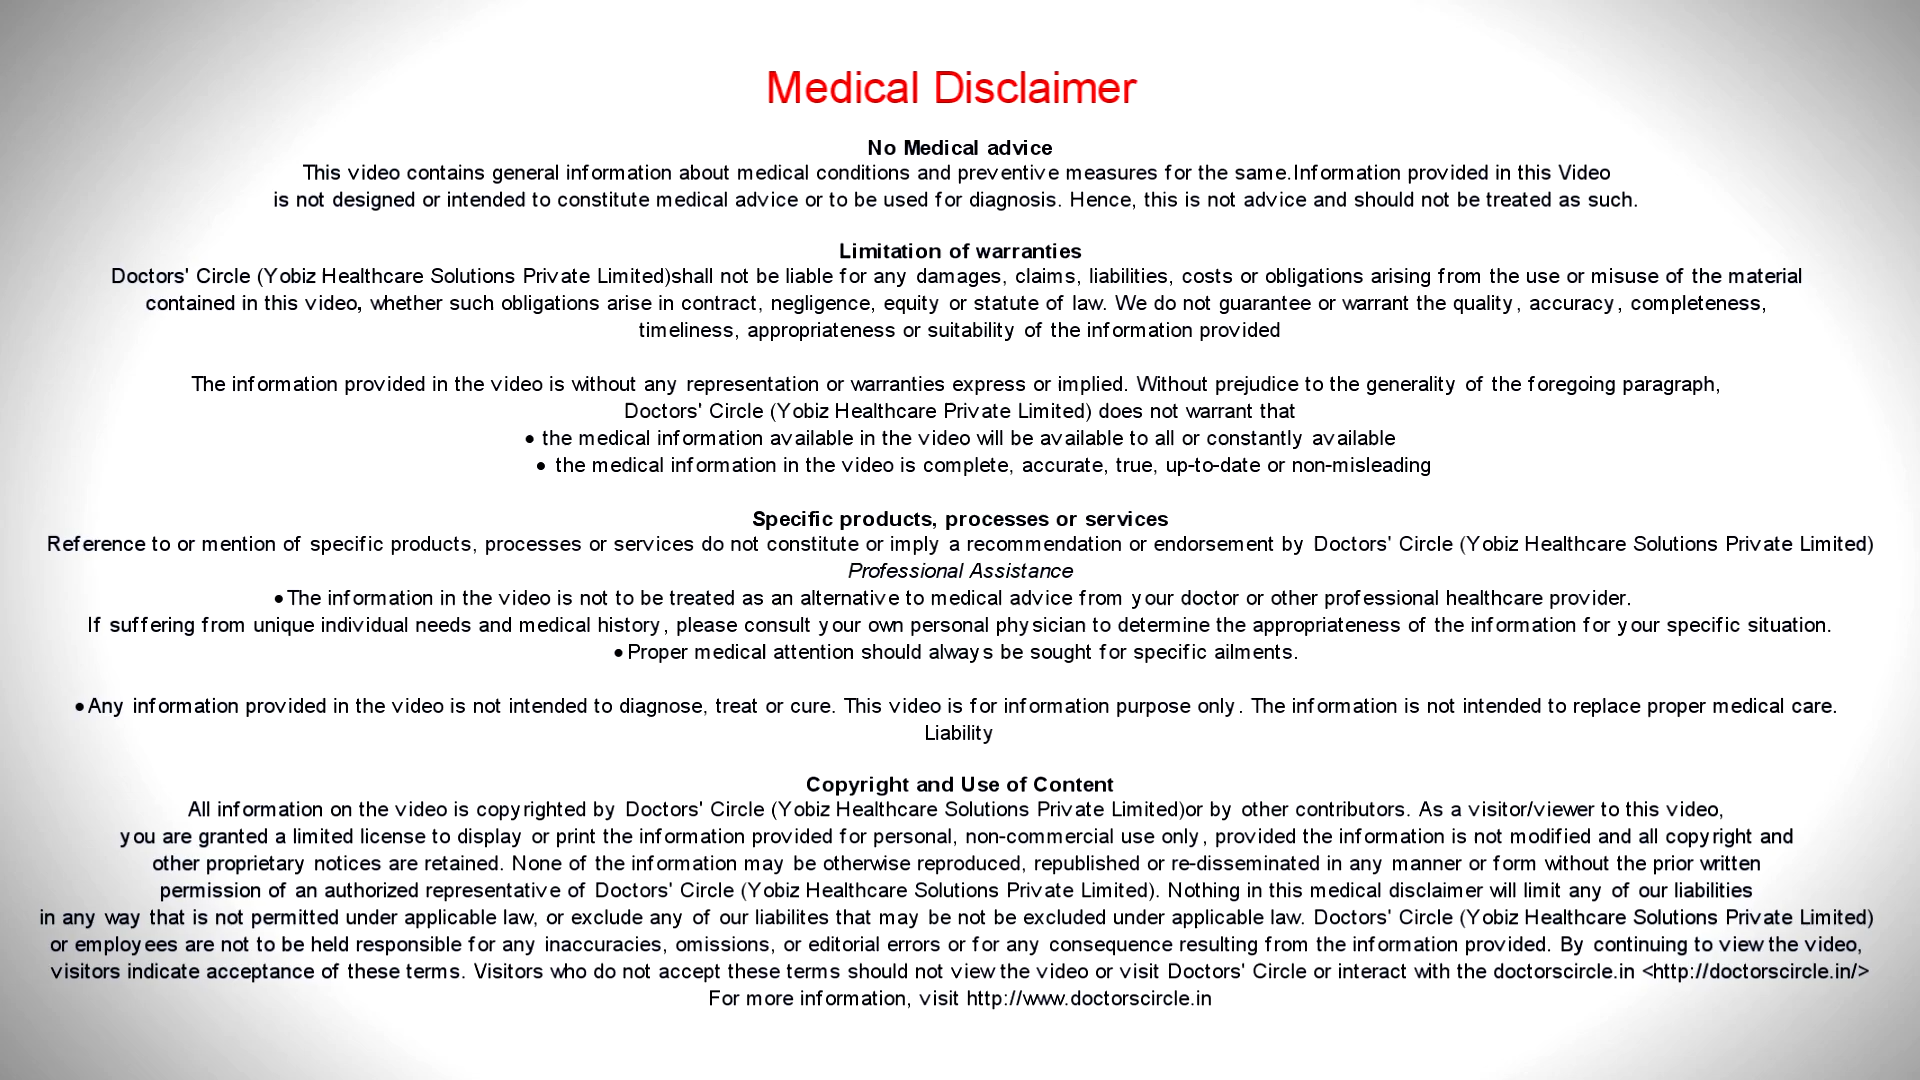 Medical Disclaimer
No Medical advice
This video contains general information about medical conditions and preventive measures for the same.Information provided in this Video
is not designed or intended to constitute medical advice or to be used for diagnosis. Hence, this is not advice and should not be treated as such.
Limitation of warranties
Doctors' Circle (Yobiz Healthcare Solutions Private Limited)shall not be liable for any damages, claims, liabilities, costs or obligations arising from the use or misuse of the material
contained in this video, whether such obligations arise in contract, negligence, equity or statute of law. We do not guarantee or warrant the quality, accuracy, completeness,
timeliness, appropriateness or suitability of the information provided
The information provided in the video is without any representation or warranties express or implied. Without prejudice to the generality of the foregoing paragraph,
Doctors' Circle (Yobiz Healthcare Private Limited) does not warrant that
• the medical information available in the video will be available to all or constantly available
• the medical information in the video is complete, accurate, true, up-to-date or non-misleading
Specific products, processes or services
Reference to or mention of specific products, processes or services do not constitute or imply a recommendation or endorsement by Doctors' Circle (Yobiz Healthcare Solutions Private Limited)
Professional Assistance
•The information in the video is not to be treated as an alternative to medical advice from your doctor or other professional healthcare provider.
If suffering from unique individual needs and medical history, please consult your own personal physician to determine the appropriateness of the information for your specific situation.
•Proper medical attention should always be sought for specific ailments.
•Any information provided in the video is not intended to diagnose, treat or cure. This video is for information purpose only. The information is not intended to replace proper medical care.
Liability
Copyright and Use of Content
All information on the video is copyrighted by Doctors' Circle (Yobiz Healthcare Solutions Private Limited)or by other contributors. As a visitor/viewer to this video,
you are granted a limited license to display or print the information provided for personal, non-commercial use only, provided the information is not modified and all copyright and
other proprietary notices are retained. None of the information may be otherwise reproduced, republished or re-disseminated in any manner or form without the prior written
permission of an authorized representative of Doctors' Circle (Yobiz Healthcare Solutions Private Limited). Nothing in this medical disclaimer will limit any of our liabilities
in any way that is not permitted under applicable law, or exclude any of our liabilites that may be not be excluded under applicable law. Doctors' Circle (Yobiz Healthcare Solutions Private Limited)
or employees are not to be held responsible for any inaccuracies, omissions, or editorial errors or for any consequence resulting from the information provided. By continuing to view the video,
visitors indicate acceptance of these terms. Visitors who do not accept these terms should not view the video or visit Doctors' Circle or interact with the doctorscircle.in <http://doctorscircle.in/>
For more information, visit http://www.doctorscircle.in